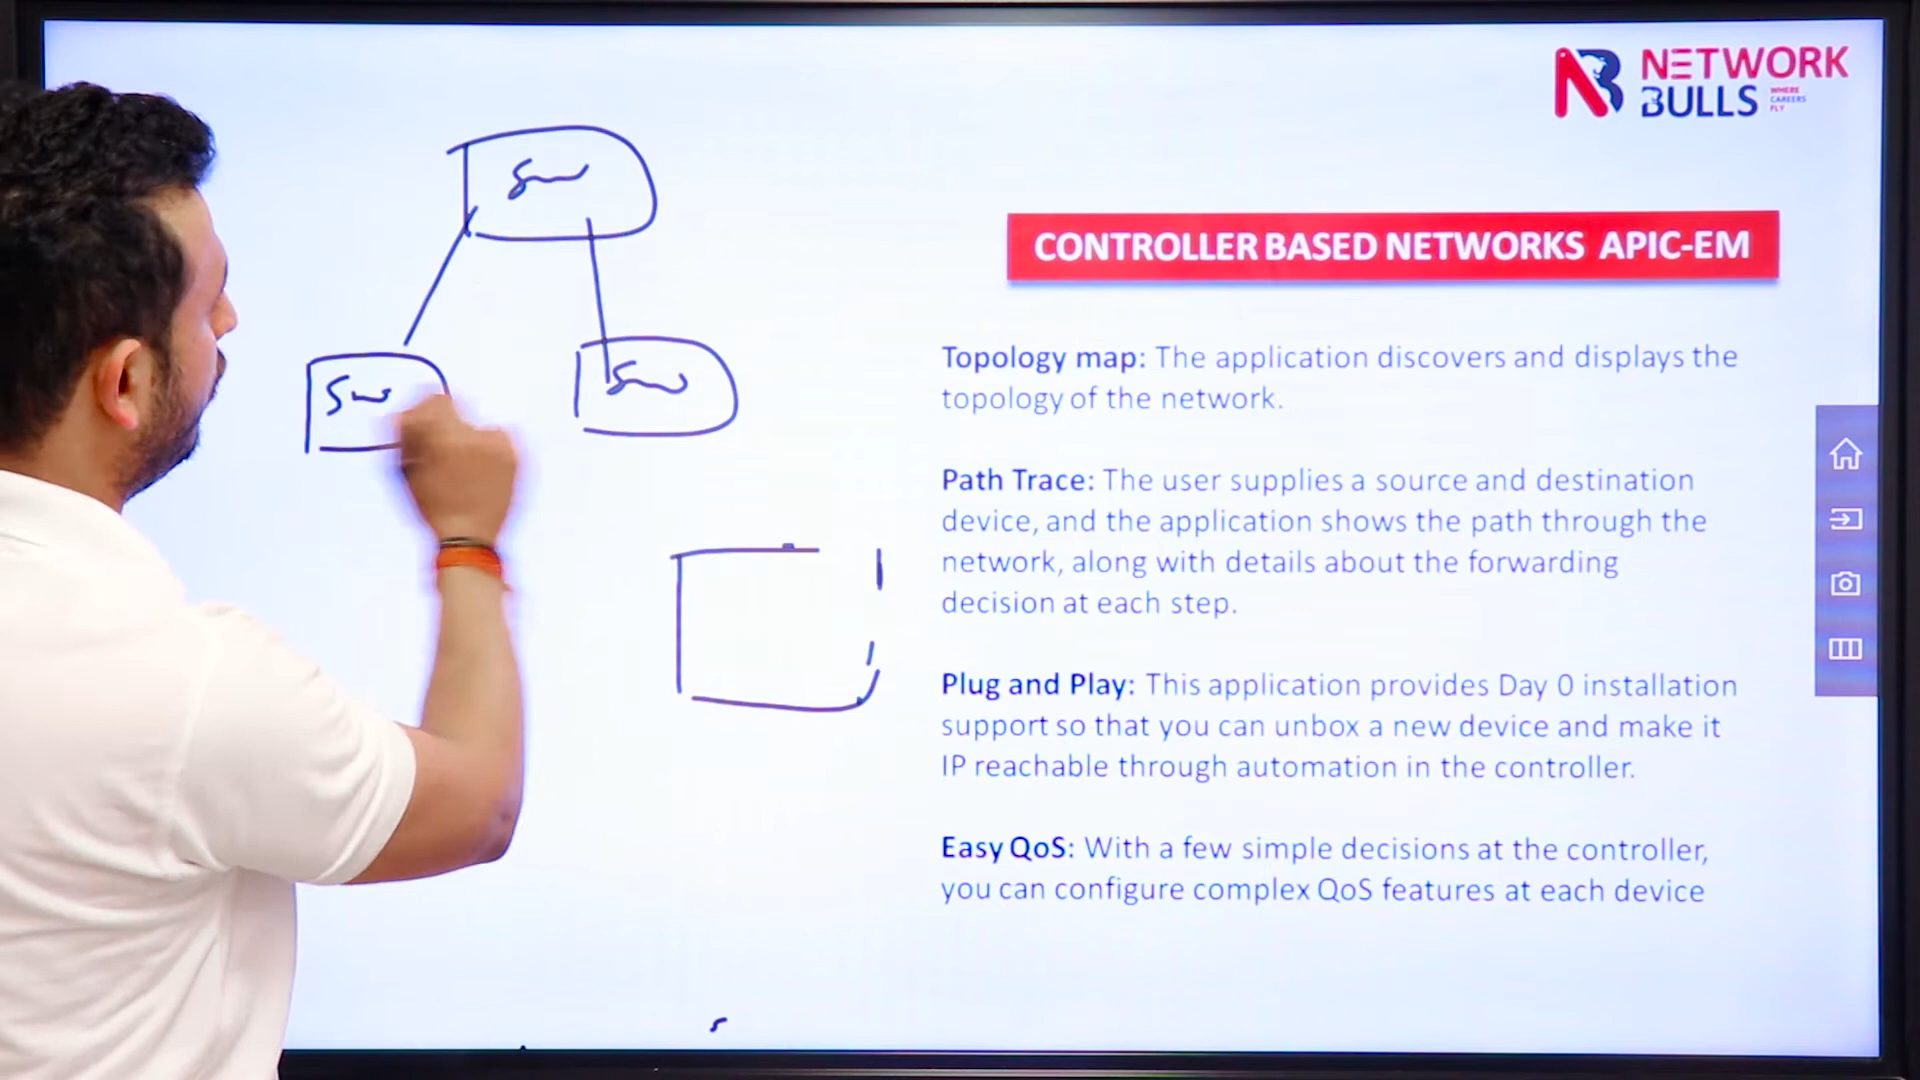 NETWORK
BULLS
WHERE
CAREERS
FLY
Sw
Sw
Sw
CONTROLLER BASED NETWORKS APIC-EM
Topology map: The application discovers and displays the
topology of the network.
Path Trace: The user supplies a source and destination
device, and the application shows the path through the
network, along with details about the forwarding
decision at each step.
Plug and Play: This application provides Day 0 installation
support so that you can unbox a new device and make it
IP reachable through automation in the controller.
Easy QoS: With a few simple decisions at the controller,
you can configure complex QoS features at each device